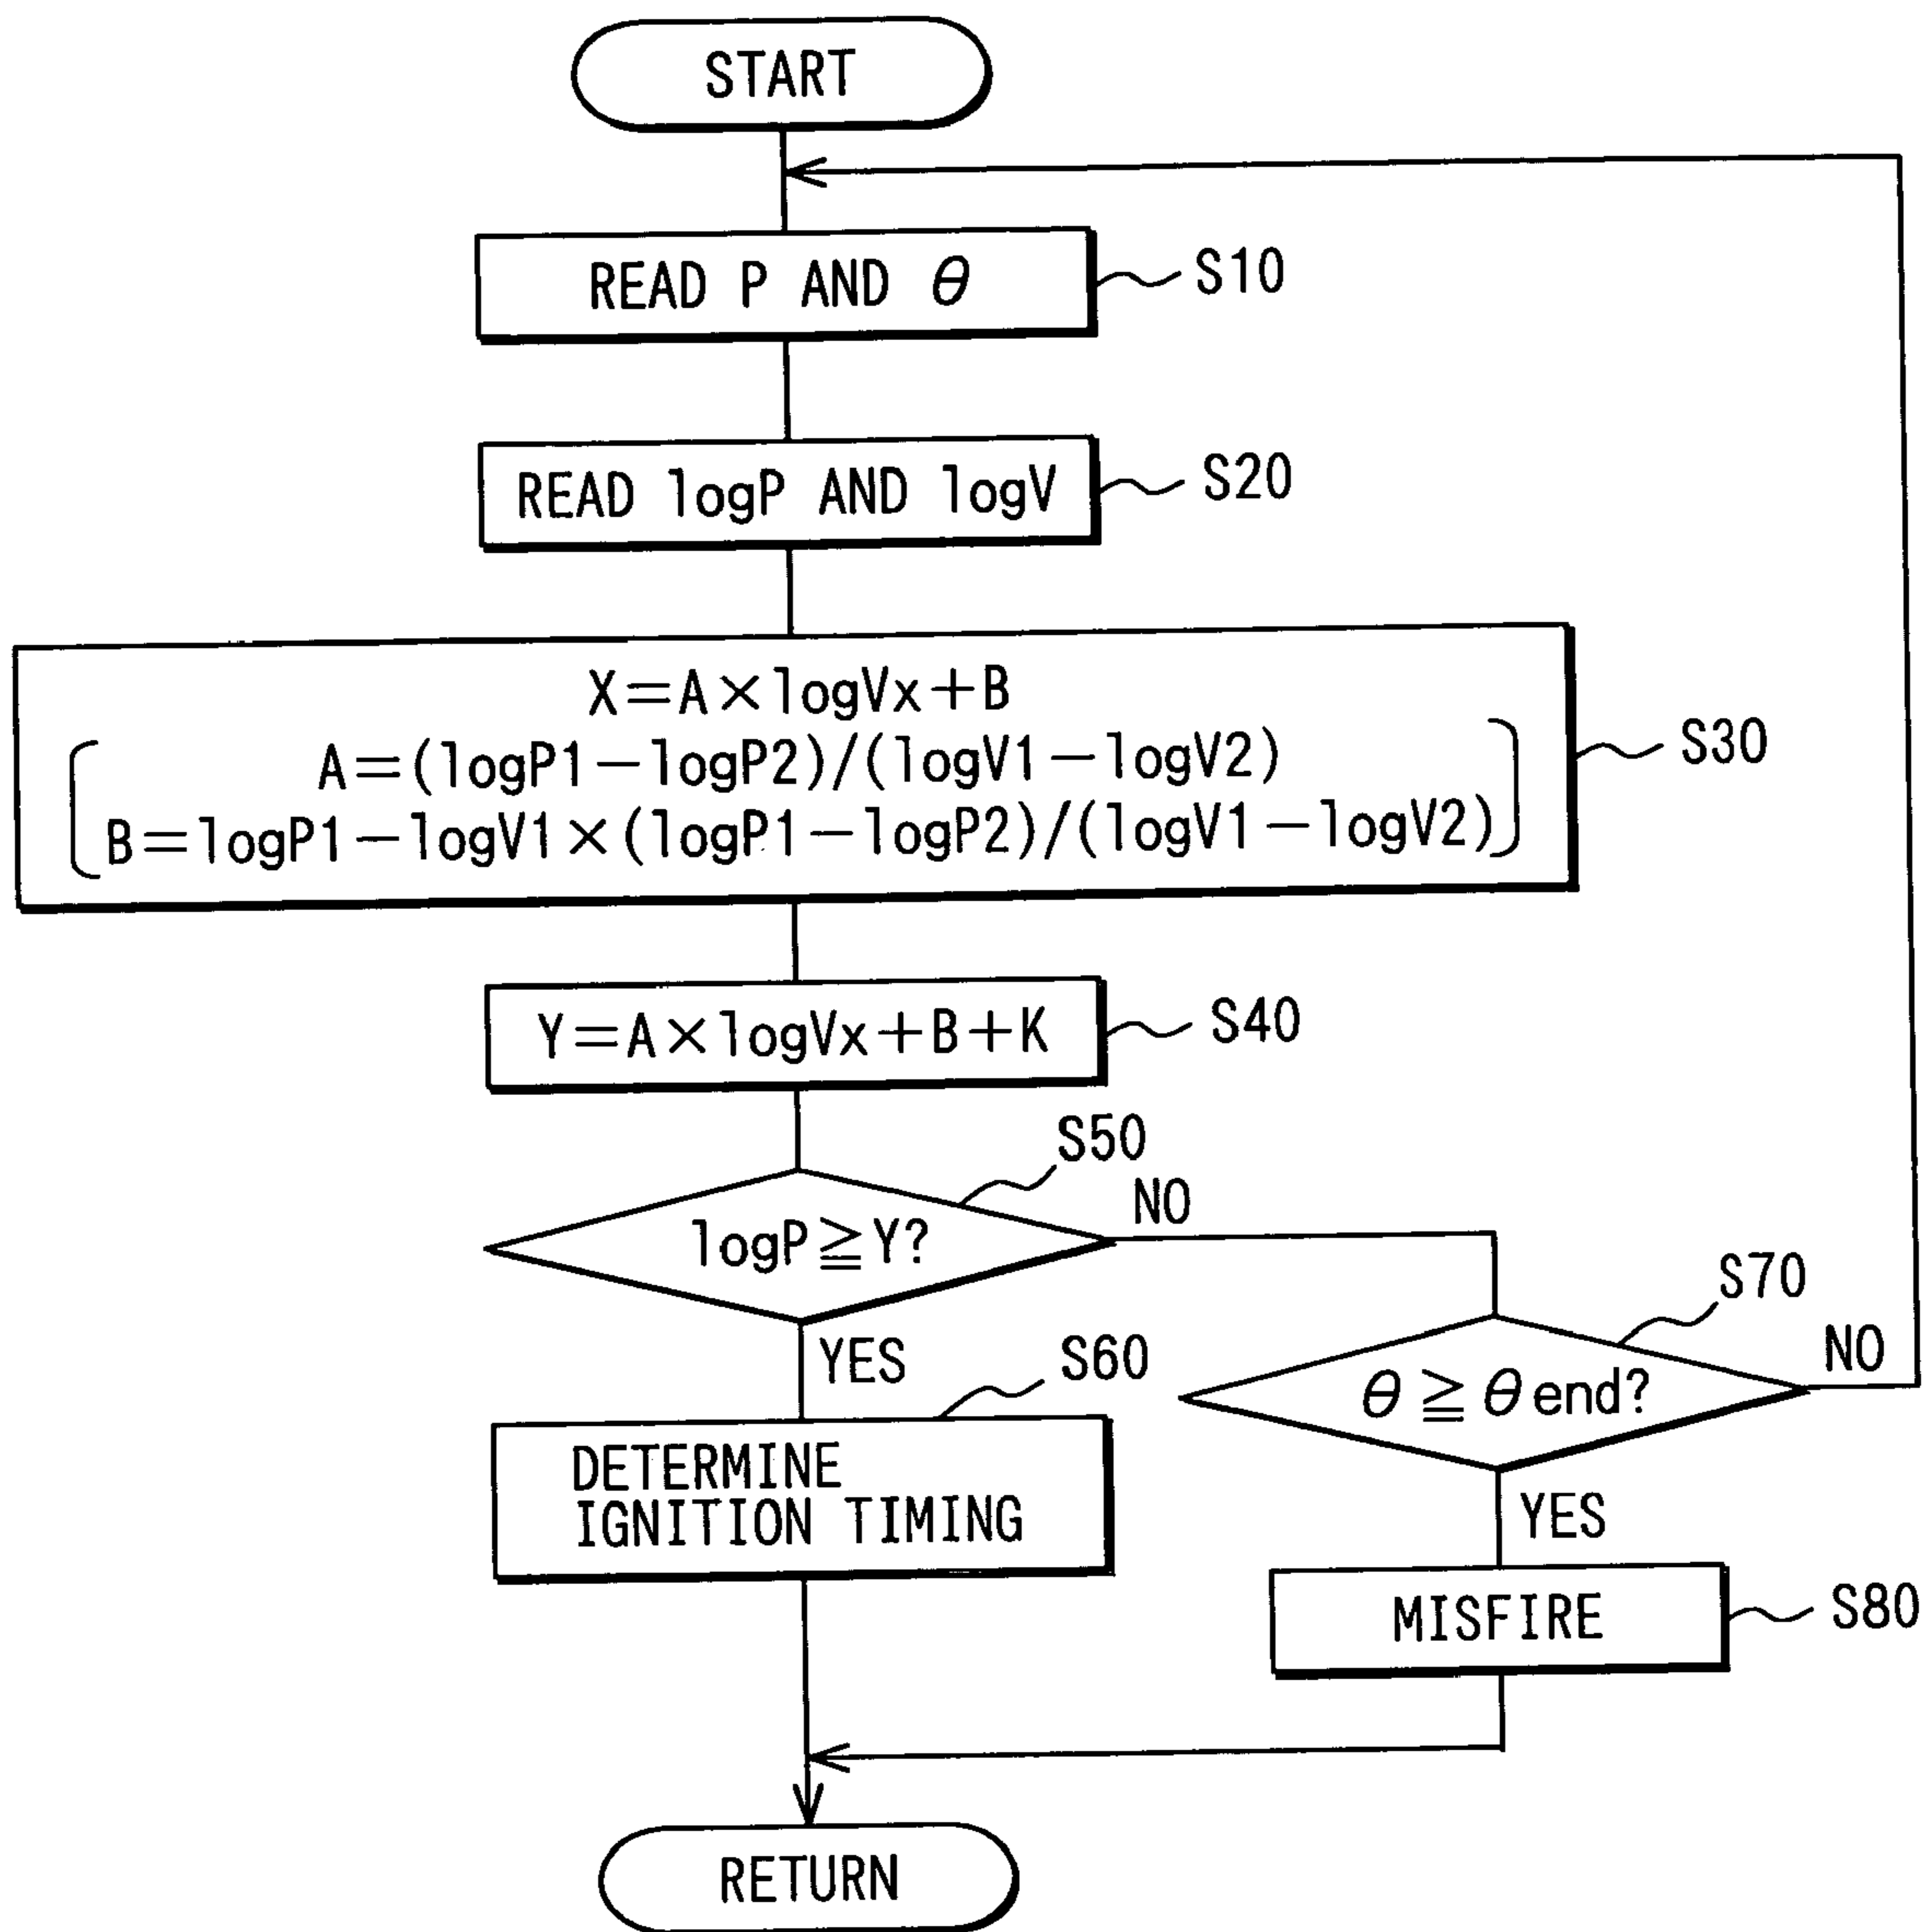 START
READ P AND θ
S10
READ logP AND logV
S20
X=A×logVx+B
A=(logP1−logP2)/(logV1−logV2)
B=logP1−logV1×(logP1−logP2)/(logV1−logV2)
S30
Y=A×logVx+B+K
S40
S50
logP≧Y?
NO
YES
S60
DETERMINE
IGNITION TIMING
S70
θ≧θend?
NO
YES
MISFIRE
S80
RETURN